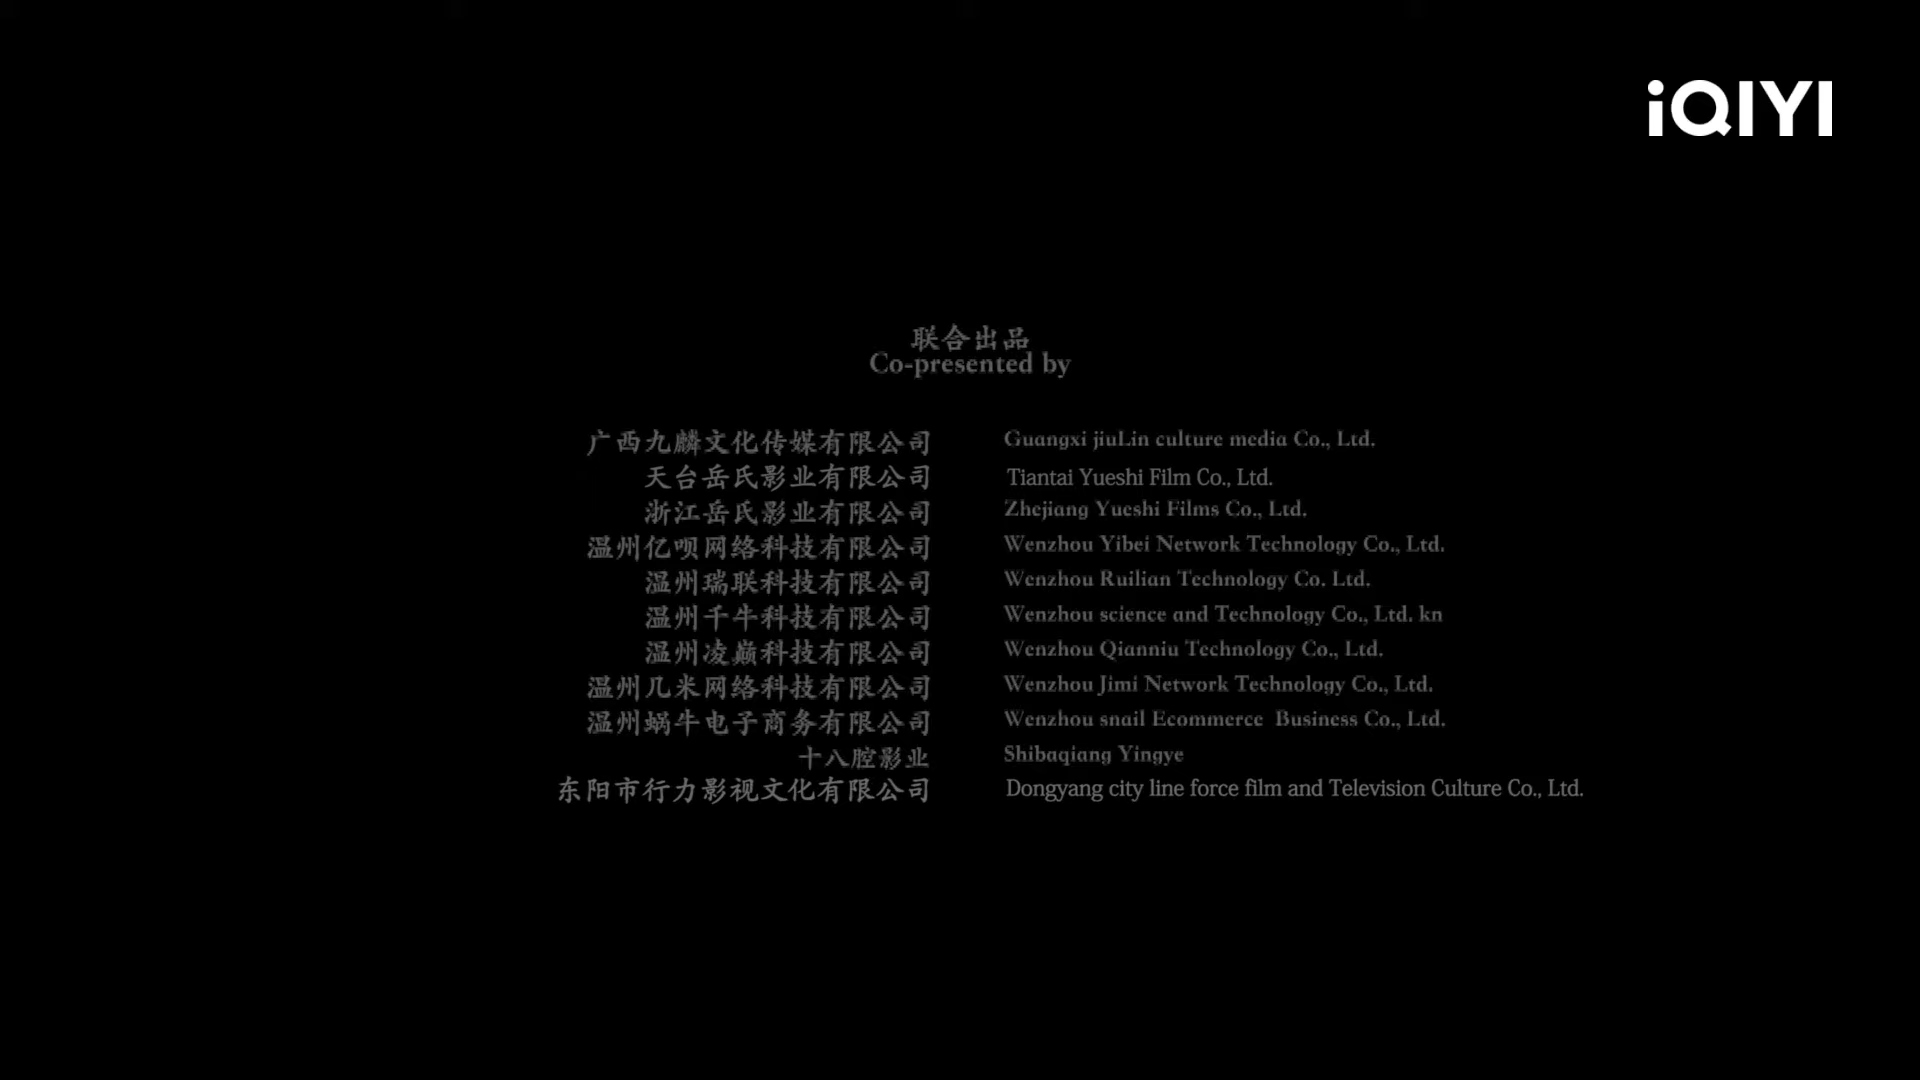 iQIYI
联合出品
Co-presented by
广西九麟文化传媒有限公司 Guangxi jiuLin culture media Co., Ltd.
天台岳氏影业有限公司 Tiantai Yueshi Film Co., Ltd.
浙江岳氏影业有限公司 Zhejiang Yueshi Films Co., Ltd.
温州亿呗网络科技有限公司 Wenzhou Yibei Network Technology Co., Ltd.
温州瑞联科技有限公司 Wenzhou Ruilian Technology Co. Ltd.
温州千牛科技有限公司 Wenzhou science and Technology Co., Ltd. kn
温州凌巅科技有限公司 Wenzhou Qianniu Technology Co., Ltd.
温州几米网络科技有限公司 Wenzhou Jimi Network Technology Co., Ltd.
温州蜗牛电子商务有限公司 Wenzhou snail Ecommerce Business Co., Ltd.
十八腔影业 Shibaqiang Yingye
东阳市行力影视文化有限公司 Dongyang city line force film and Television Culture Co., Ltd.